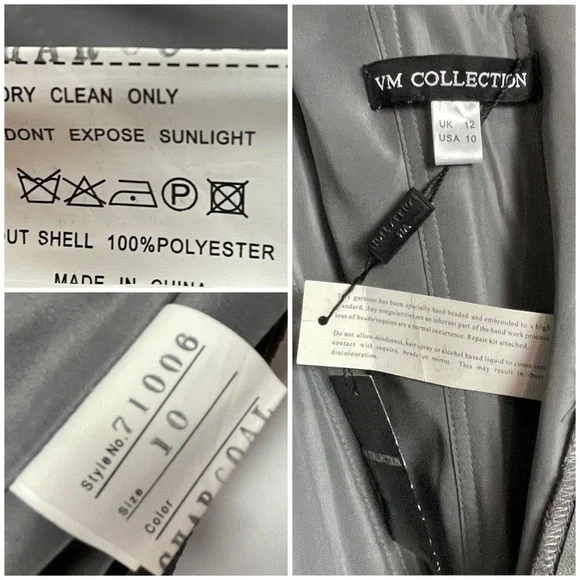 DRY CLEAN ONLY
DONT EXPOSE SUNLIGHT
P
OUT SHELL 100%POLYESTER
MADE IN CHINA
Style No. 71006
Size 10
Color
CHARCOAL
VM COLLECTION
UK 12
USA 10
This garment has been specially hand beaded and embroided to a high
standard. Any irregularities are an inherent part of the hand work process
loss of beads/sequins are a normal occurrence. Repair kit attached.
Do not allow deodorant, hair spray or alcohol based liquid to come into
contact with sequins, beads or mirror. This may result in their
discolouration.